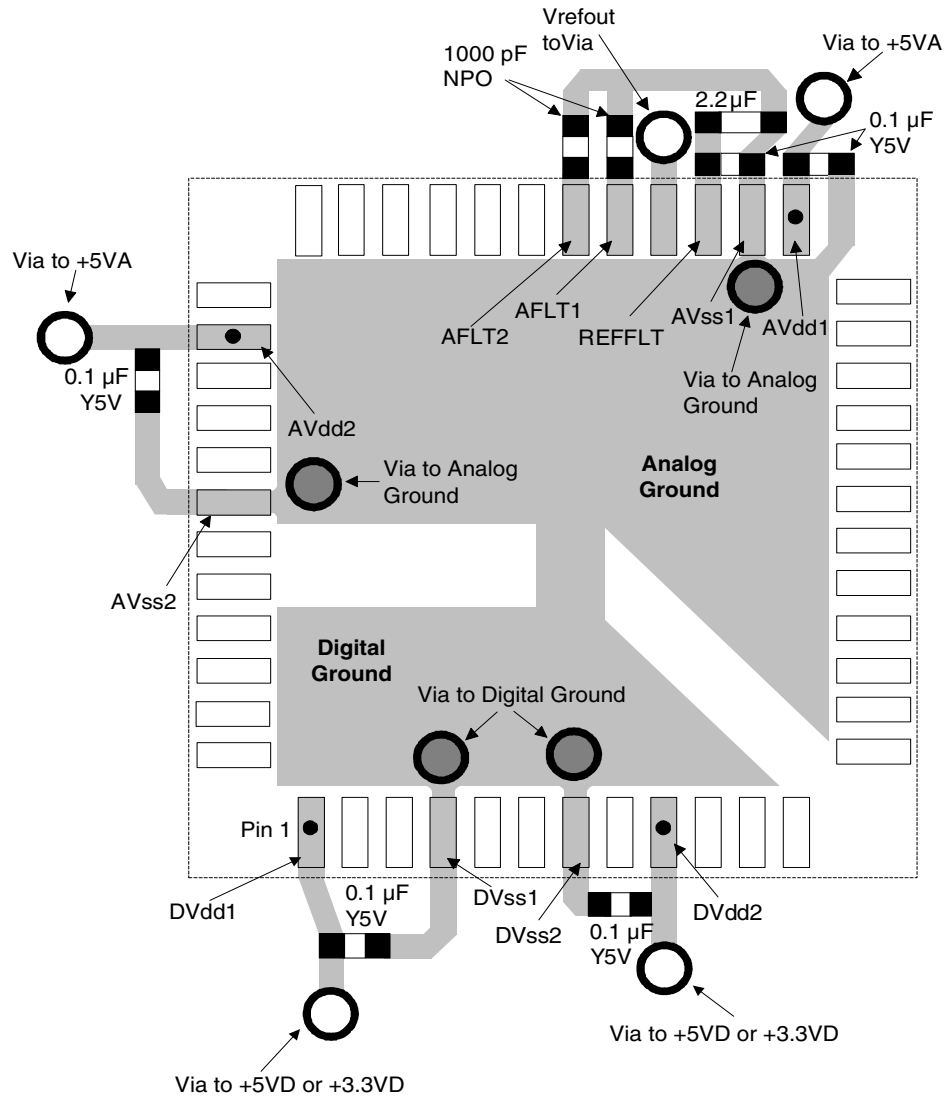 Vrefout
toVia
Via to +5VA
1000 pF
NPO
2.2µF
0.1 µF
Y5V
Via to +5VA
AFLT2
AFLT1
REFFLT
AVss1
AVdd1
0.1 µF
Y5V
Via to Analog
Ground
AVdd2
Via to Analog
Ground
Analog
Ground
AVss2
Digital
Ground
Via to Digital Ground
Pin 1
DVdd1
0.1 µF
Y5V
DVss1
DVss2
0.1 µF
Y5V
DVdd2
Via to +5VD or +3.3VD
Via to +5VD or +3.3VD